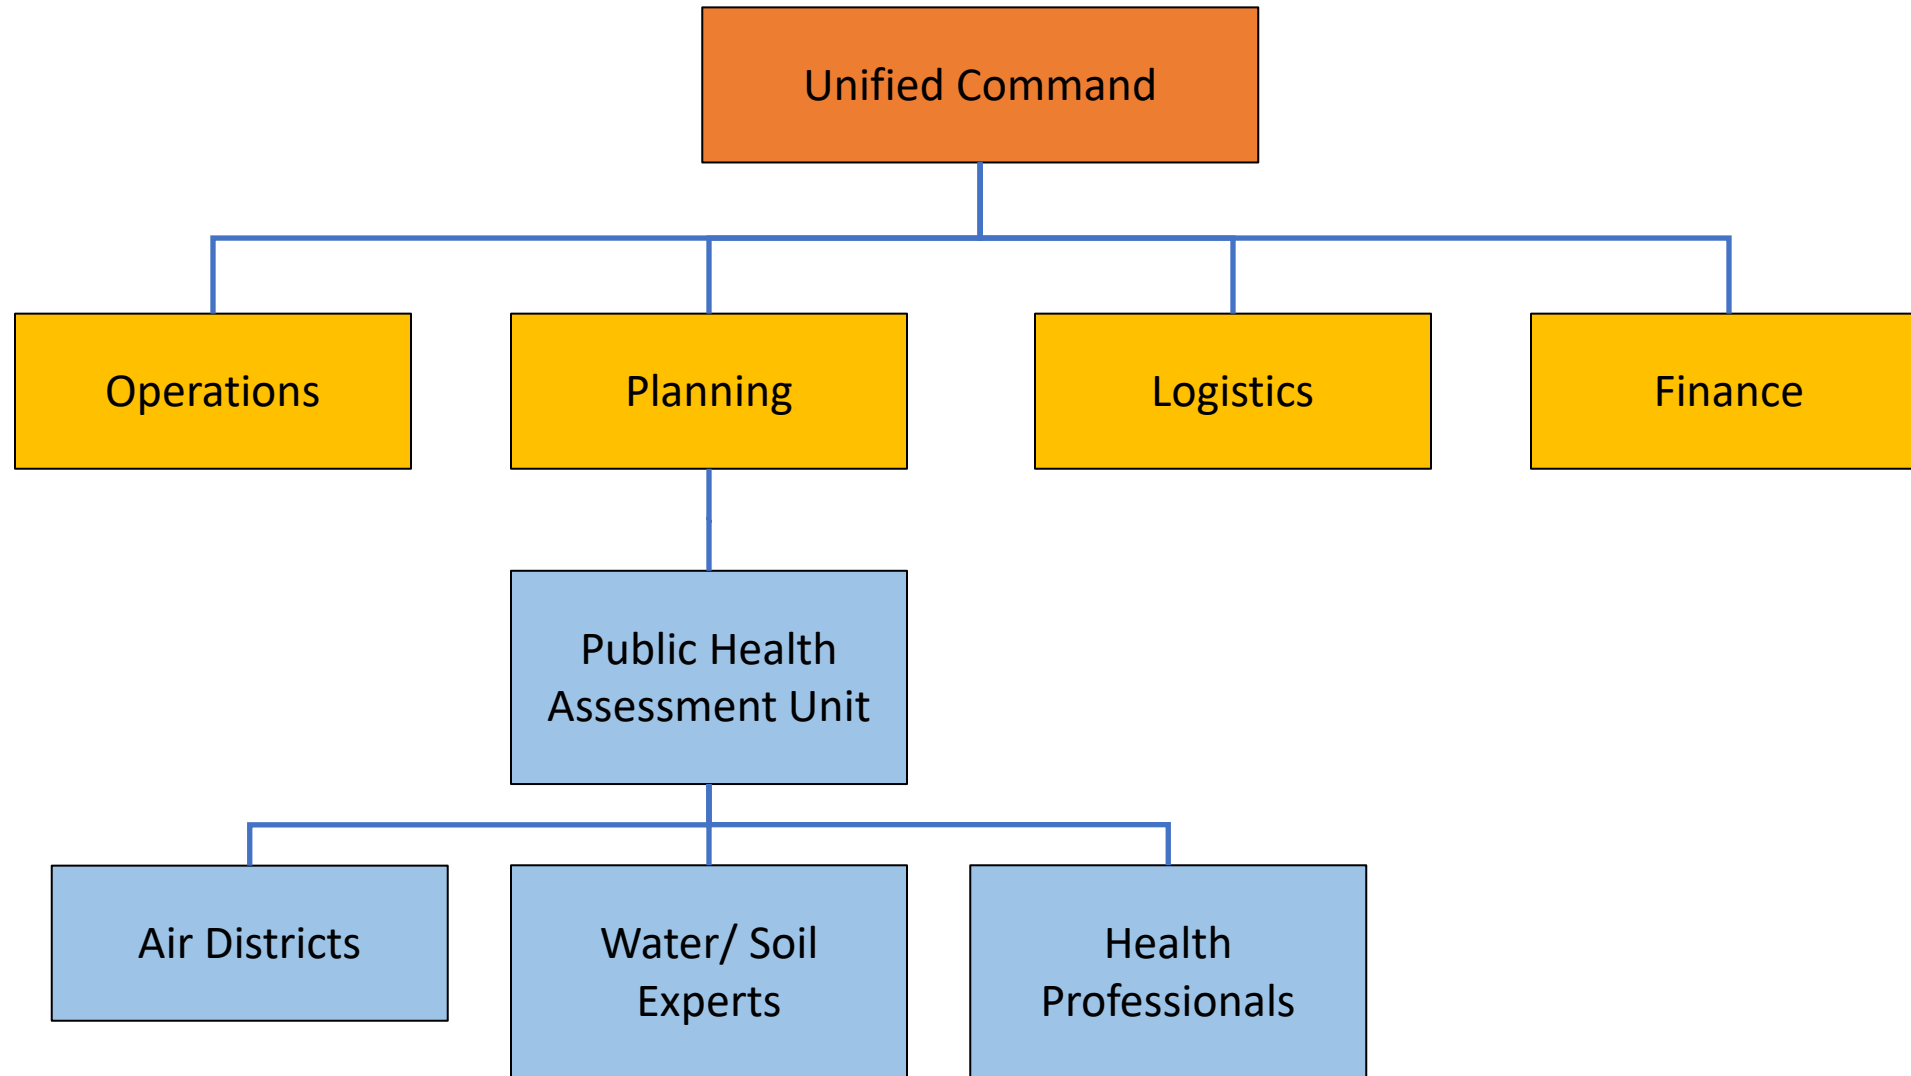 Unified Command
Operations
Planning
Logistics
Finance
Public Health
Assessment Unit
Air Districts
Water/ Soil
Experts
Health
Professionals